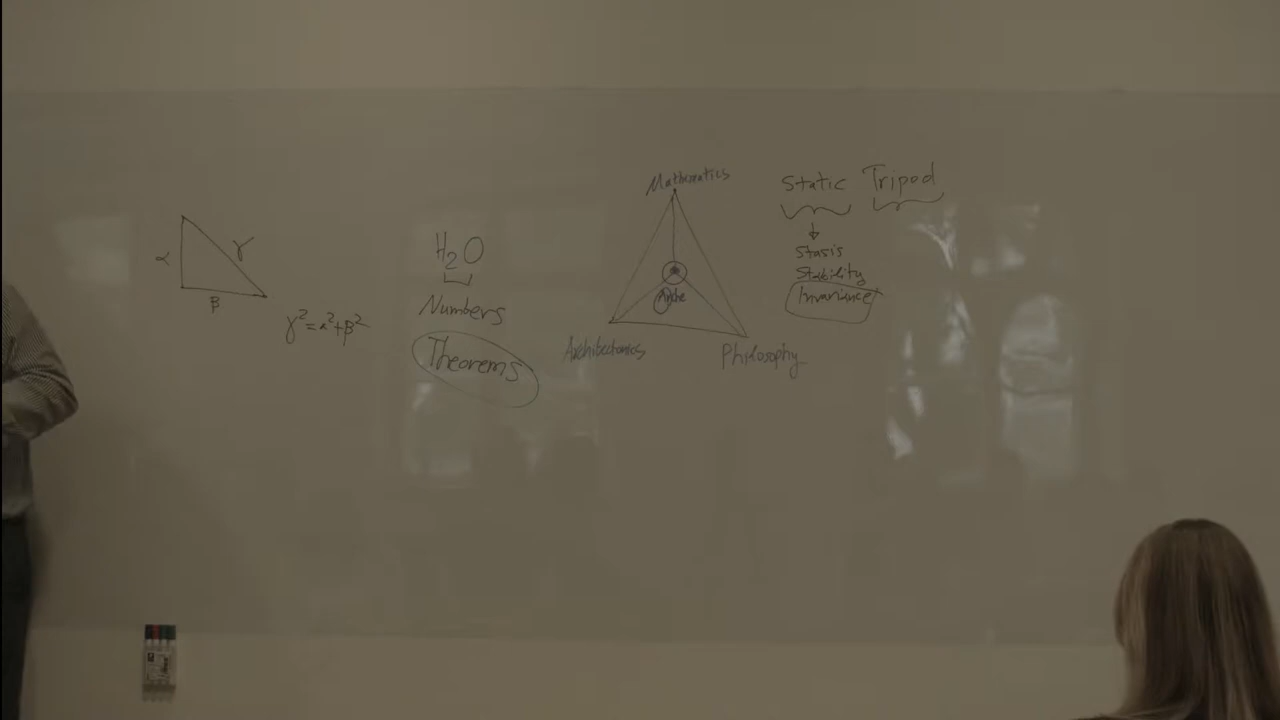 α
γ
β
γ²=α²+β²
H₂O
Numbers
Theorems
Mathematics
Arche
Architectonics
Philosophy
Static Tripod
Stasis
Stability
Invariance